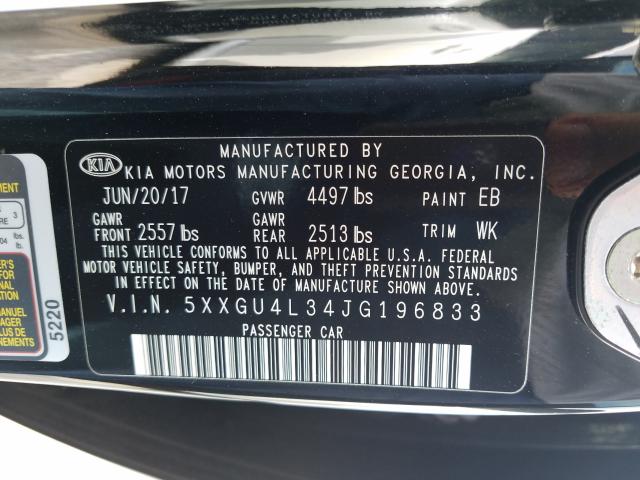 MANUFACTURED BY
KIA KIA MOTORS MANUFACTURING GEORGIA, INC.
JUN/20/17 GVWR 4497 lbs PAINT EB
GAWR GAWR
FRONT 2557 lbs REAR 2513 lbs TRIM WK
THIS VEHICLE CONFORMS TO ALL APPLICABLE U.S.A. FEDERAL
MOTOR VEHICLE SAFETY, BUMPER, AND THEFT PREVENTION STANDARDS
IN EFFECT ON THE DATE OF MANUFACTURE SHOWN ABOVE.
V.I.N. 5XXGU4L34JG196833
PASSENGER CAR
5220
3